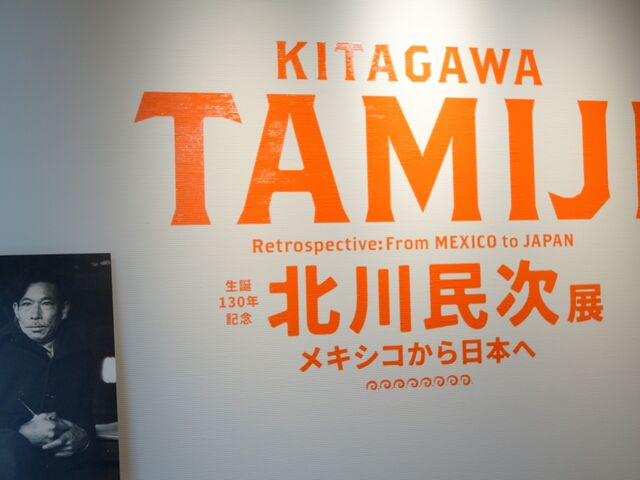 KITAGAWA
TAMIJI
Retrospective: From MEXICO to JAPAN
生誕
130年
記念
北川民次展
メキシコから日本へ